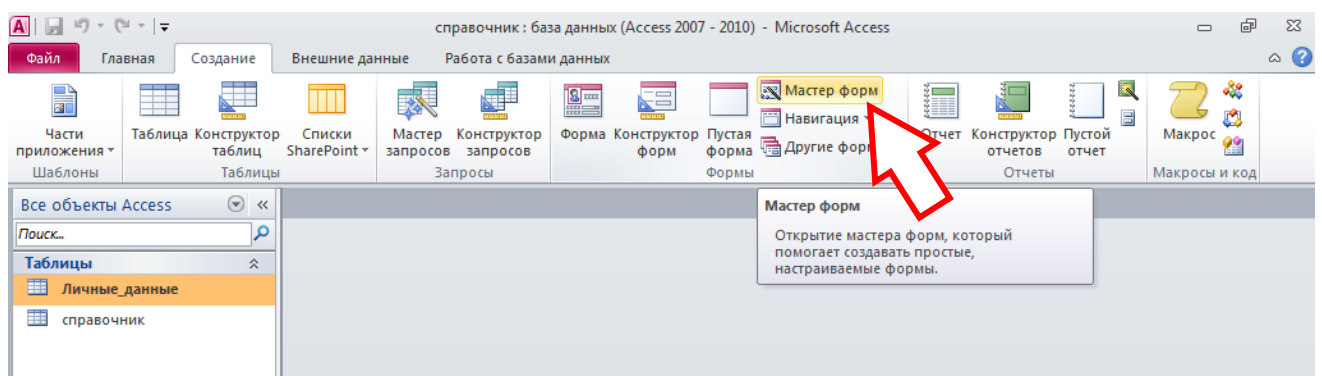 справочник : база данных (Access 2007 - 2010) - Microsoft Access
Файл Главная Создание Внешние данные Работа с базами данных
Части приложения
Таблица
Конструктор таблиц
Списки SharePoint
Мастер запросов
Конструктор запросов
Форма
Конструктор форм
Пустая форма
Мастер форм
Навигация
Другие
Отчет
Конструктор отчетов
Пустой отчет
Макрос
Шаблоны Таблицы Запросы Формы Отчеты Макросы и код
Все объекты Access
Поиск...
Таблицы
Личные_данные
справочник
Мастер форм
Открытие мастера форм, который
помогает создавать простые,
настраиваемые формы.